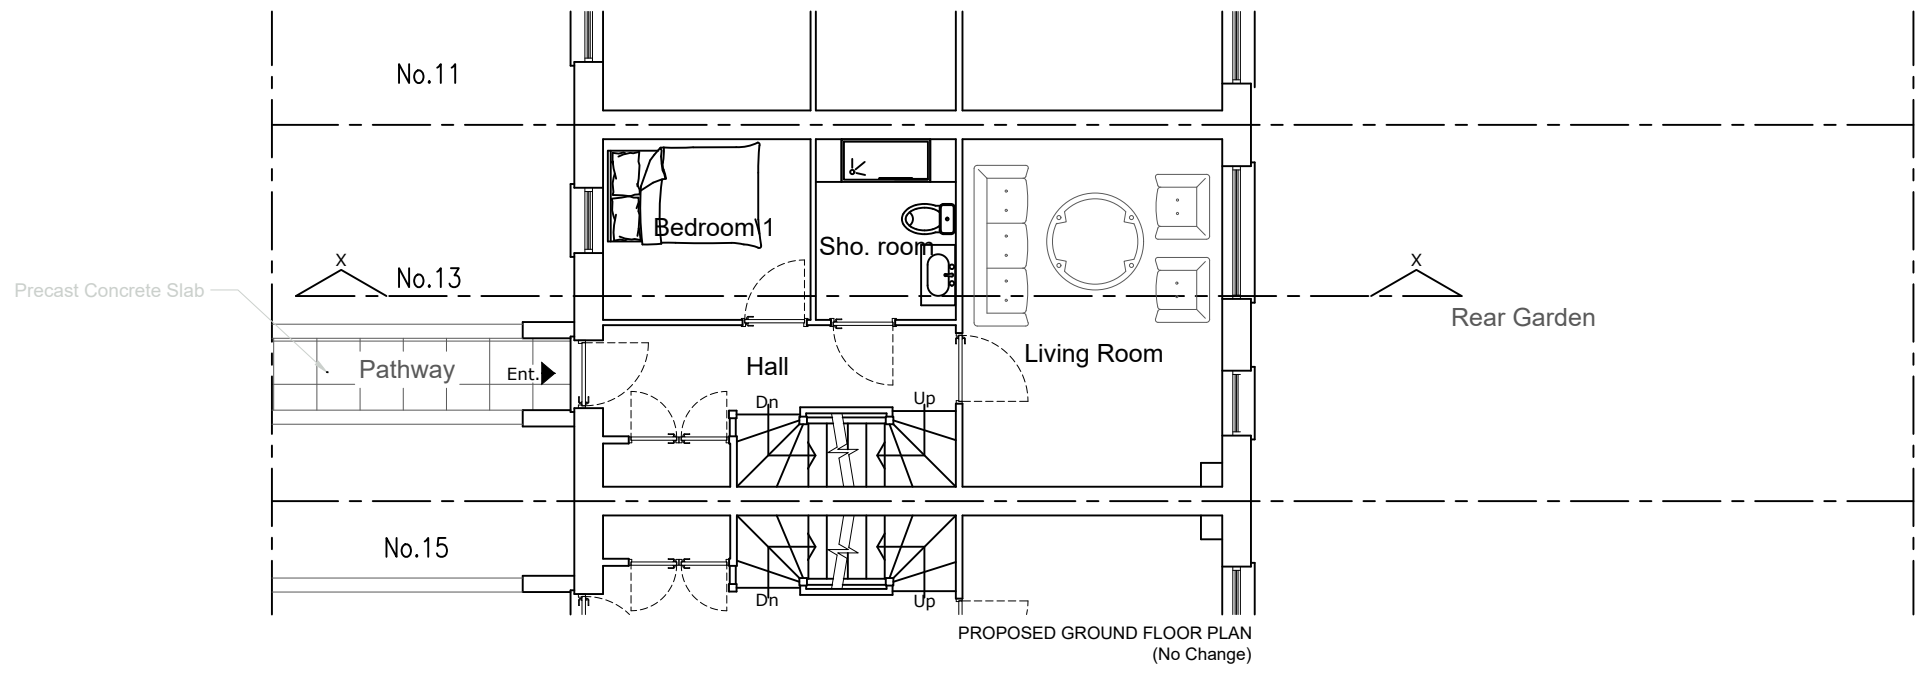 No.11
Bedroom 1
Sho. room
X
No.13
X
Precast Concrete Slab
Rear Garden
Pathway
Ent.
Hall
Living Room
Dn
Up
No.15
Dn
Up
PROPOSED GROUND FLOOR PLAN
(No Change)